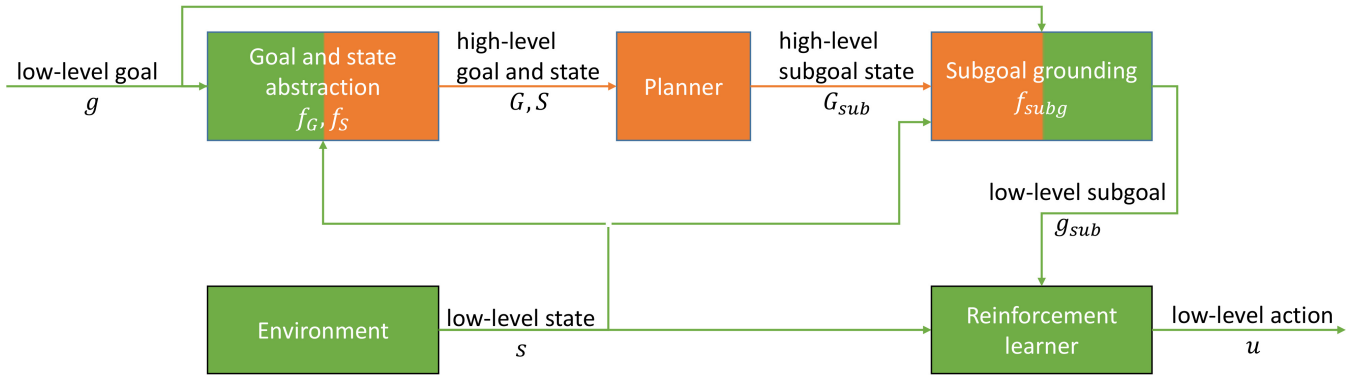 low-level goal
g
Goal and state
abstraction
f_G, f_S
high-level
goal and state
G, S
Planner
high-level
subgoal state
G_sub
Subgoal grounding
f_subg
low-level subgoal
g_sub
Environment
low-level state
s
Reinforcement
learner
low-level action
u